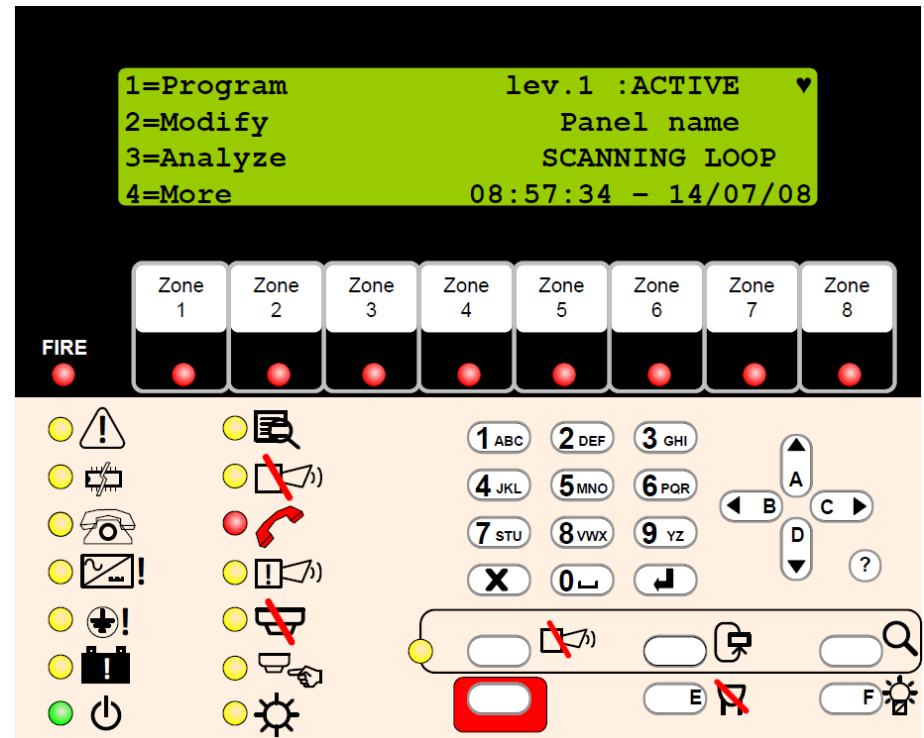 1=Program lev.1 :ACTIVE ♥
2=Modify Panel name
3=Analyze SCANNING LOOP
4=More 08:57:34 - 14/07/08
Zone 1
Zone 2
Zone 3
Zone 4
Zone 5
Zone 6
Zone 7
Zone 8
FIRE
1 ABC 2 DEF 3 GHI
4 JKL 5 MNO 6 PQR
7 STU 8 VWX 9 YZ
X 0
A
B C
D
?
E F